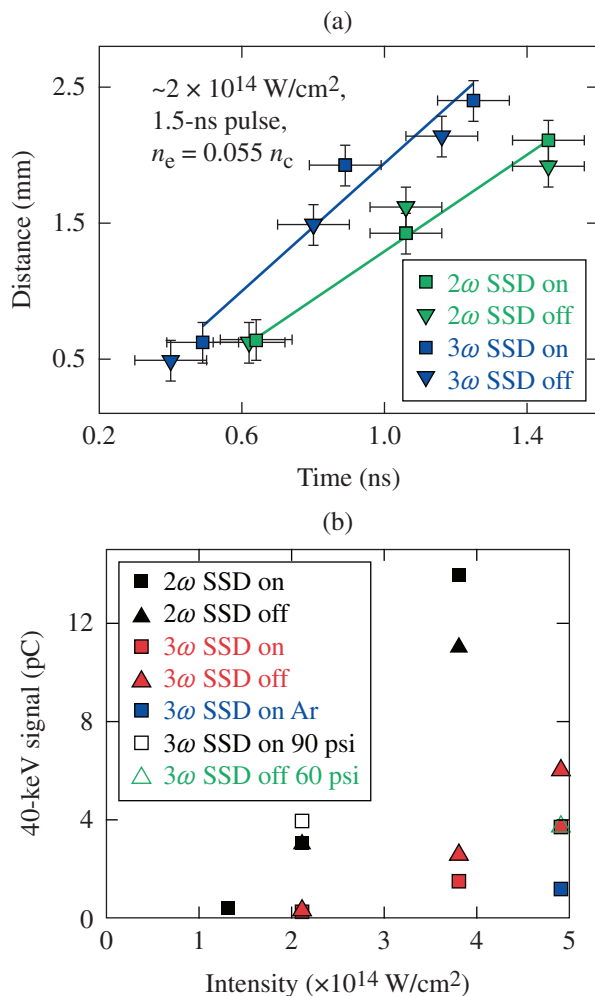 (a)
~2 × 10¹⁴ W/cm²,
1.5-ns pulse,
nₑ = 0.055 n_c
2.5
1.5
0.5
Distance (mm)
2ω SSD on
2ω SSD off
3ω SSD on
3ω SSD off
0.2 0.6 1.0 1.4
Time (ns)
(b)
2ω SSD on
2ω SSD off
3ω SSD on
3ω SSD off
3ω SSD on Ar
3ω SSD on 90 psi
3ω SSD off 60 psi
12
8
4
0
40-keV signal (pC)
0 1 2 3 4 5
Intensity (×10¹⁴ W/cm²)